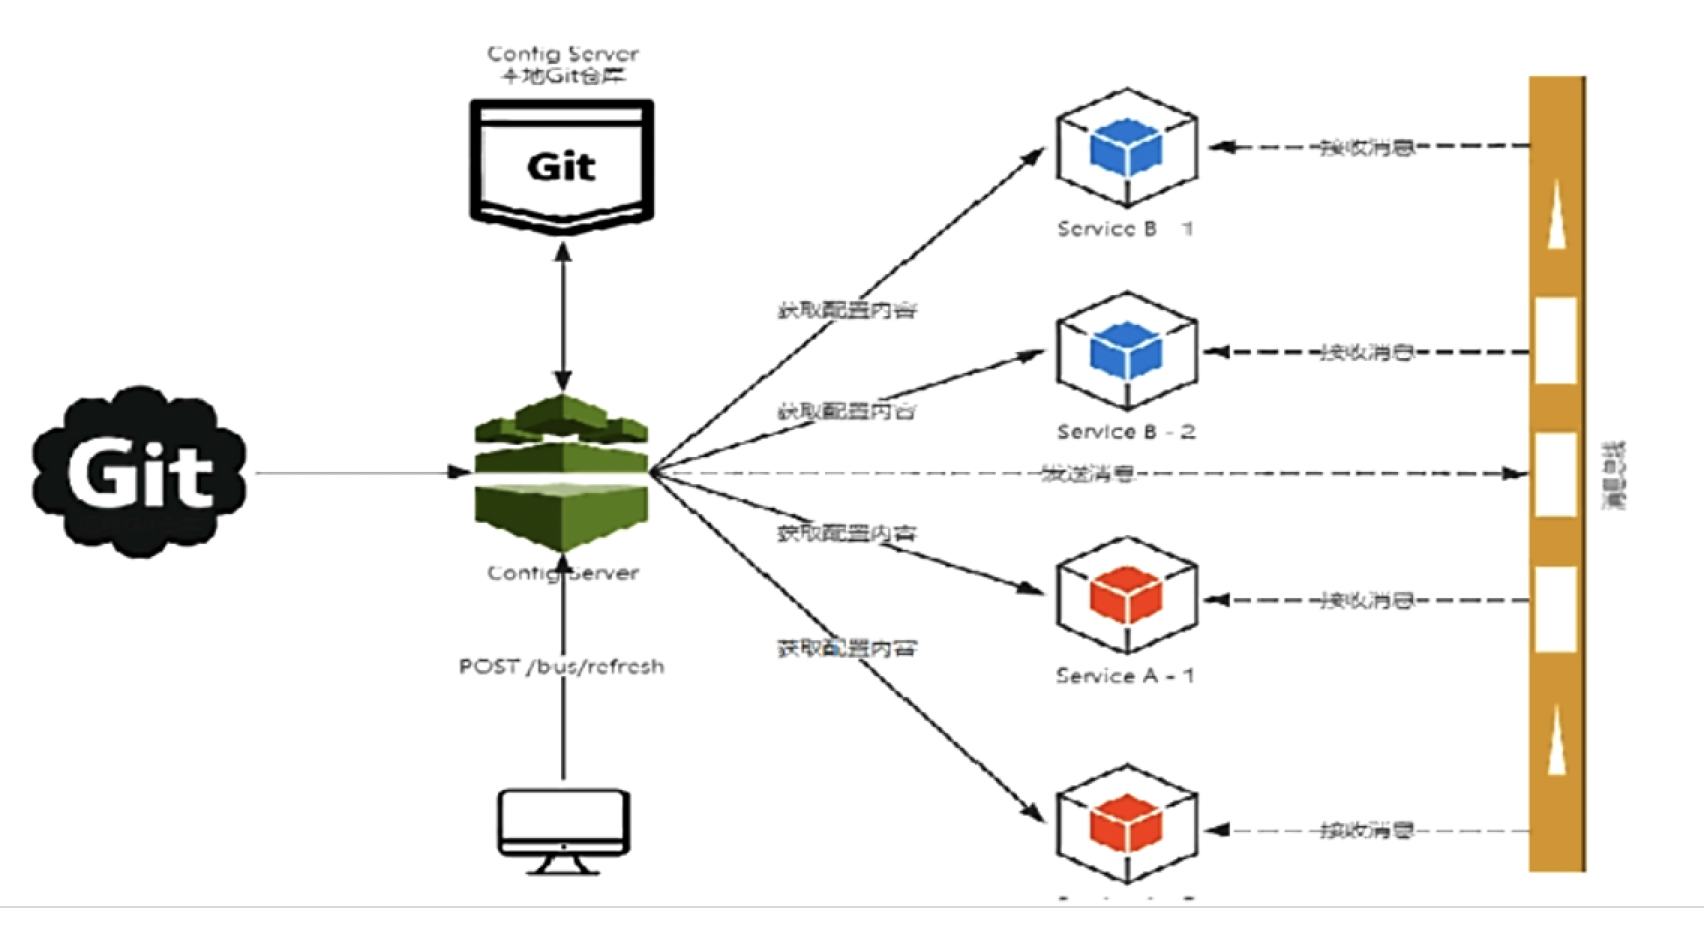 Config Server
本地Git仓库
Git
Git
Config Server
POST /bus/refresh
获取配置内容
获取配置内容
发送消息
获取配置内容
获取配置内容
Service B - 1
Service B - 2
Service A - 1
接收消息
接收消息
接收消息
接收消息
消息总线